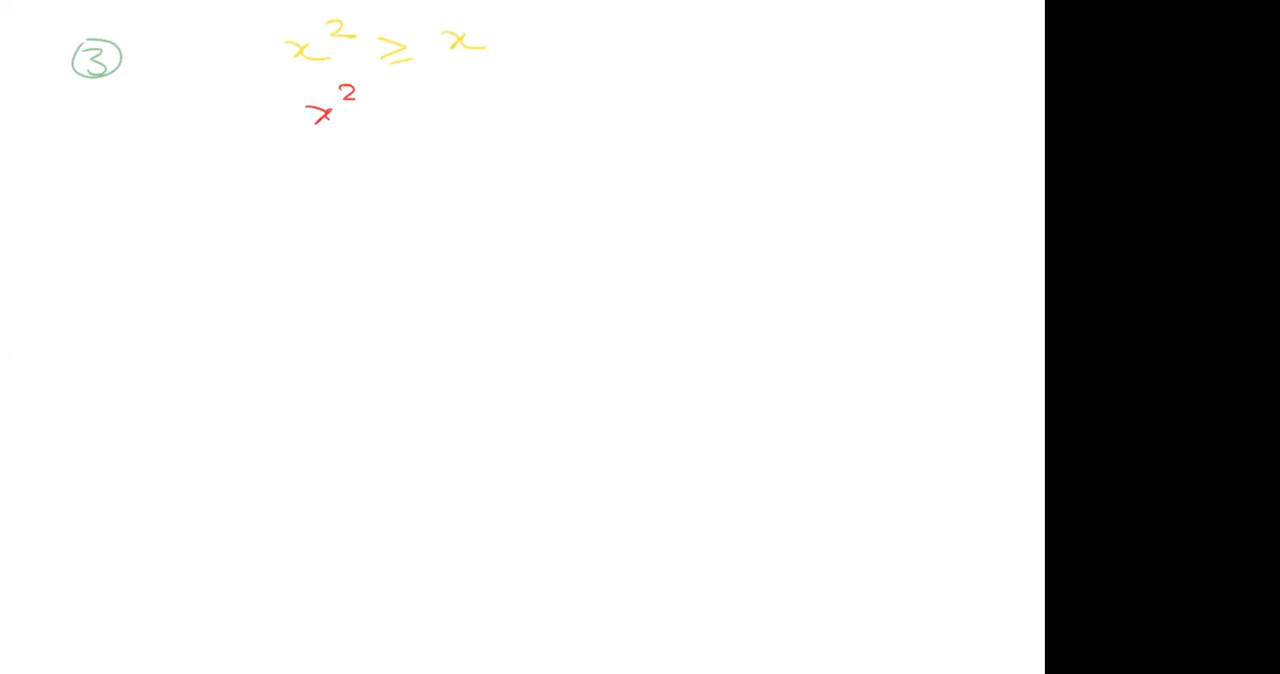 ③ x² ≥ x
x²